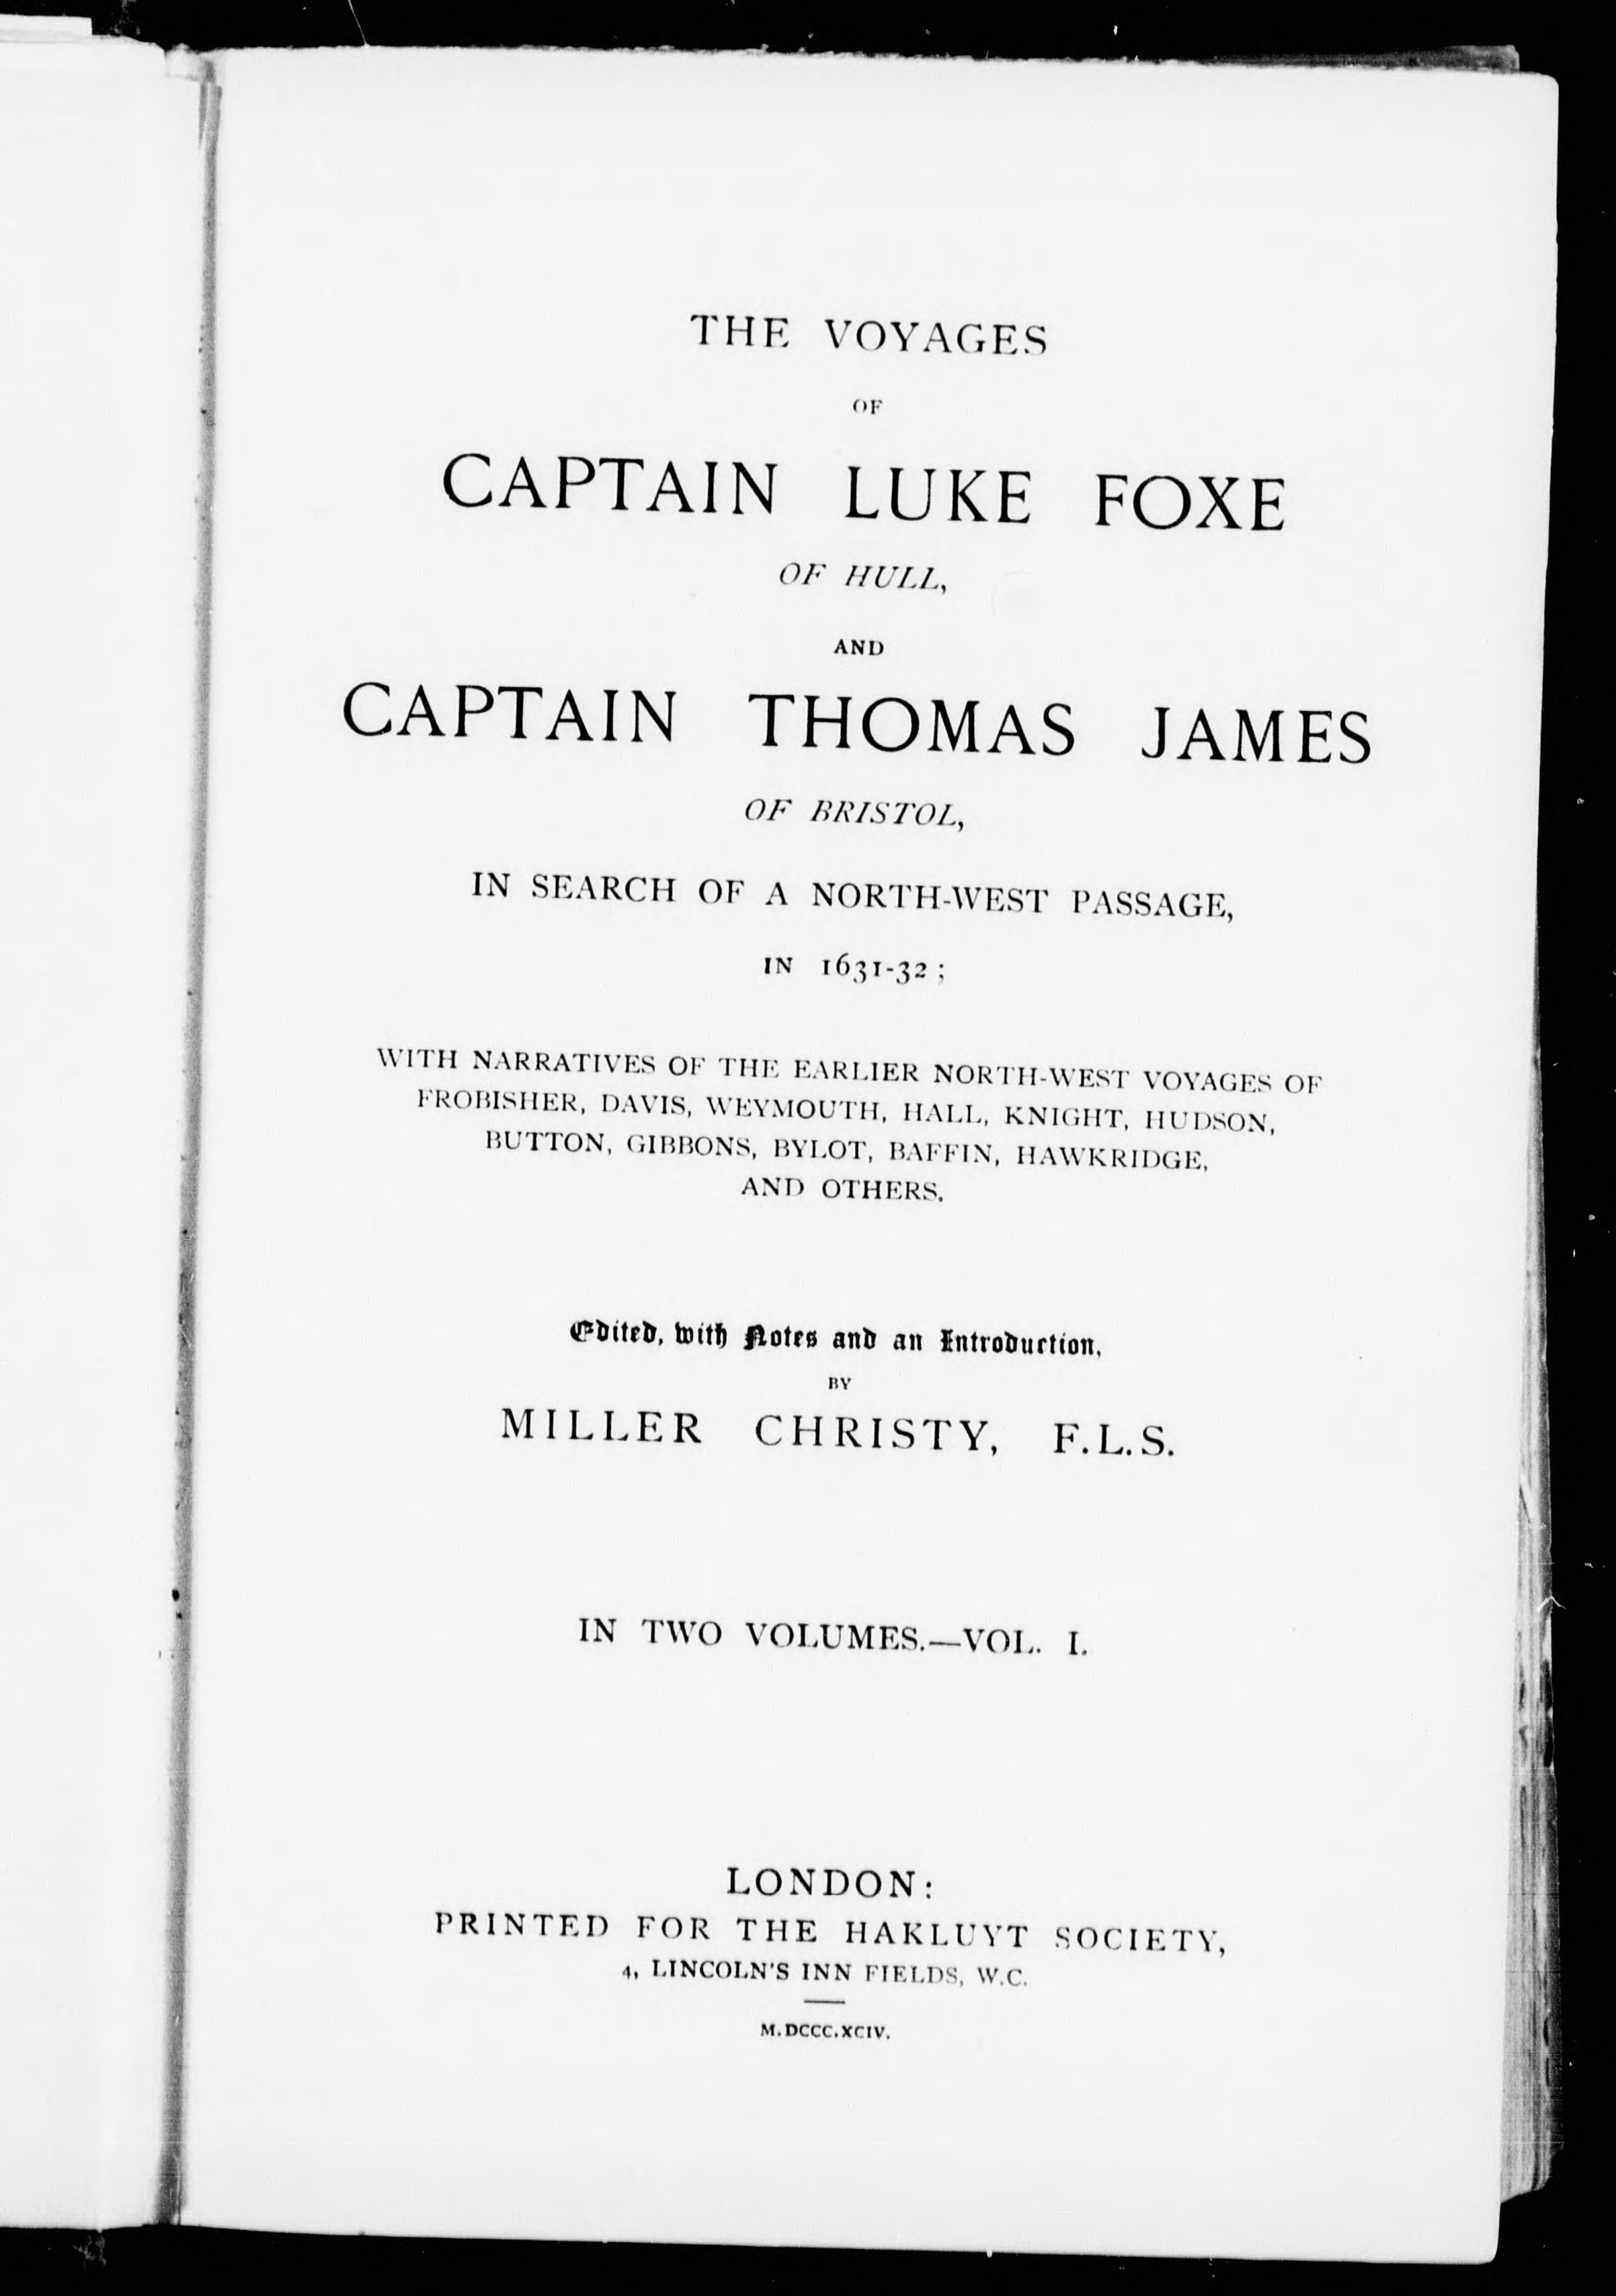 THE VOYAGES
OF
CAPTAIN LUKE FOXE
OF HULL,
AND
CAPTAIN THOMAS JAMES
OF BRISTOL,
IN SEARCH OF A NORTH-WEST PASSAGE,
IN 1631-32;
WITH NARRATIVES OF THE EARLIER NORTH-WEST VOYAGES OF
FROBISHER, DAVIS, WEYMOUTH, HALL, KNIGHT, HUDSON,
BUTTON, GIBBONS, BYLOT, BAFFIN, HAWKRIDGE,
AND OTHERS.
Edited, with Notes and an Introduction,
BY
MILLER CHRISTY, F.L.S.
IN TWO VOLUMES.—VOL. I.
LONDON:
PRINTED FOR THE HAKLUYT SOCIETY,
4, LINCOLN'S INN FIELDS, W.C.
M.DCCC.XCIV.